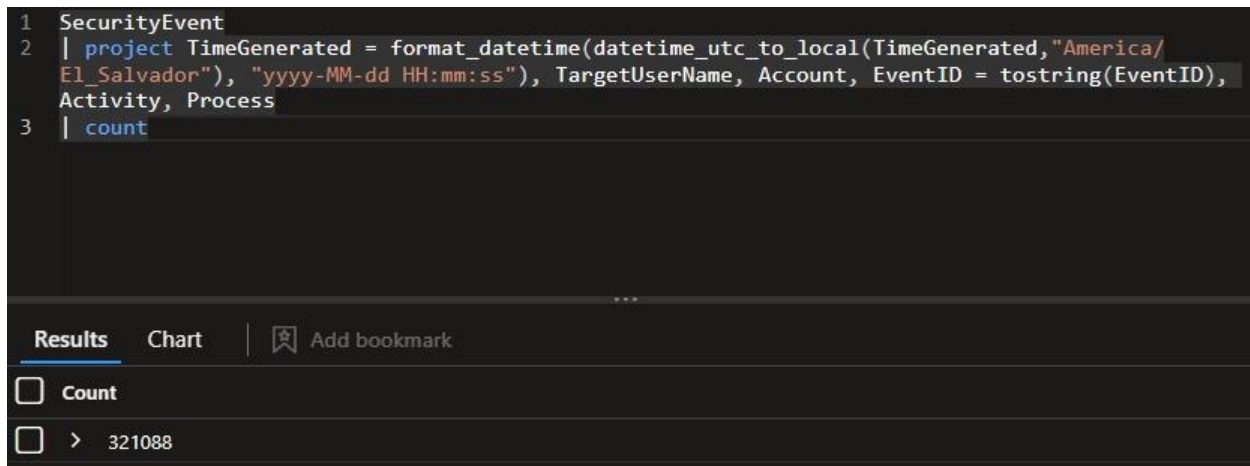 1 SecurityEvent
2 | project TimeGenerated = format_datetime(datetime_utc_to_local(TimeGenerated,"America/
El_Salvador"), "yyyy-MM-dd HH:mm:ss"), TargetUserName, Account, EventID = tostring(EventID),
Activity, Process
3 | count
Results Chart | Add bookmark
Count
> 321088